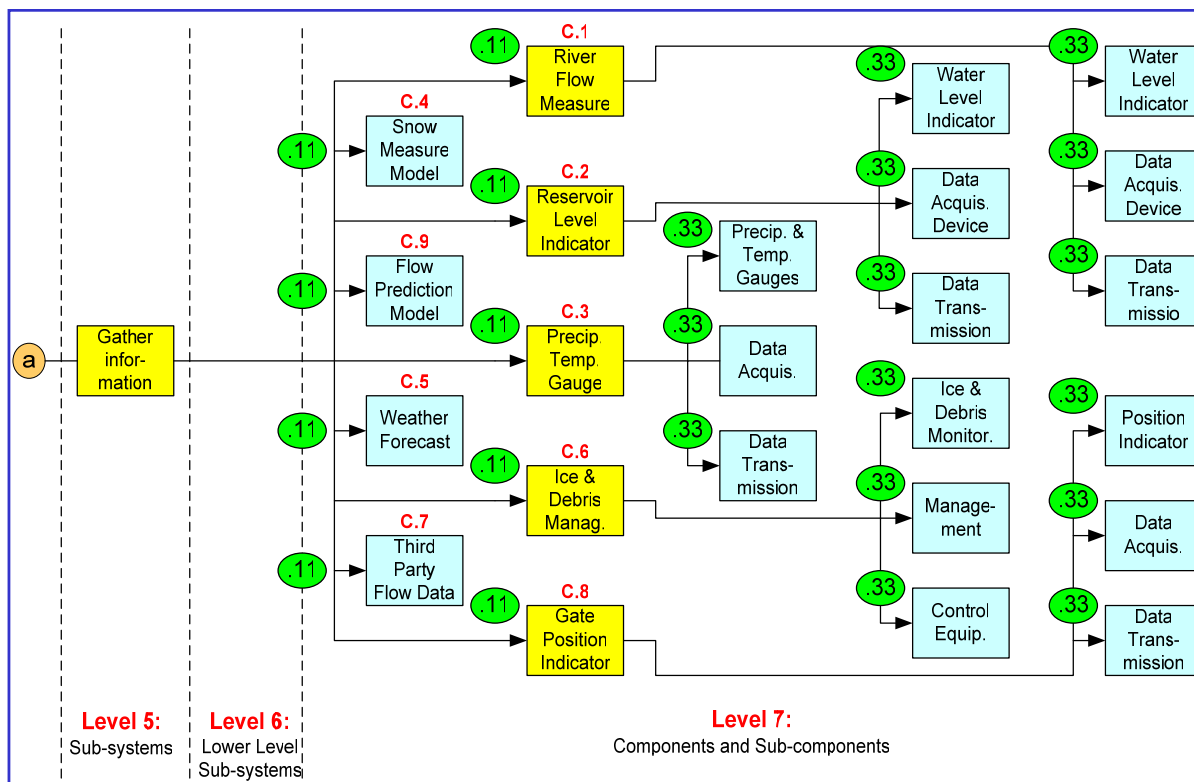 C.1
.11
River
Flow
Measure
.33
Water
Level
Indicator
.33
Water
Level
Indicator
C.4
.11
Snow
Measure
Model
C.2
.11
Reservoir
Level
Indicator
.33
Data
Acquis.
Device
.33
Data
Acquis.
Device
C.9
.11
Flow
Prediction
Model
.33
Precip. &
Temp.
Gauges
.33
Data
Trans-
mission
.33
Data
Trans-
missio
a
Gather
infor-
mation
C.3
.11
Precip.
Temp.
Gauge
.33
Data
Acquis.
C.5
.11
Weather
Forecast
.33
Data
Trans-
mission
.33
Ice &
Debris
Monitor.
.33
Position
Indicator
C.6
.11
Ice &
Debris
Manag.
.33
Manage-
ment
.33
Data
Acquis.
C.7
.11
Third
Party
Flow Data
C.8
.11
Gate
Position
Indicator
.33
Control
Equip.
.33
Data
Trans-
mission
Level 5:
Sub-systems
Level 6:
Lower Level
Sub-systems
Level 7:
Components and Sub-components